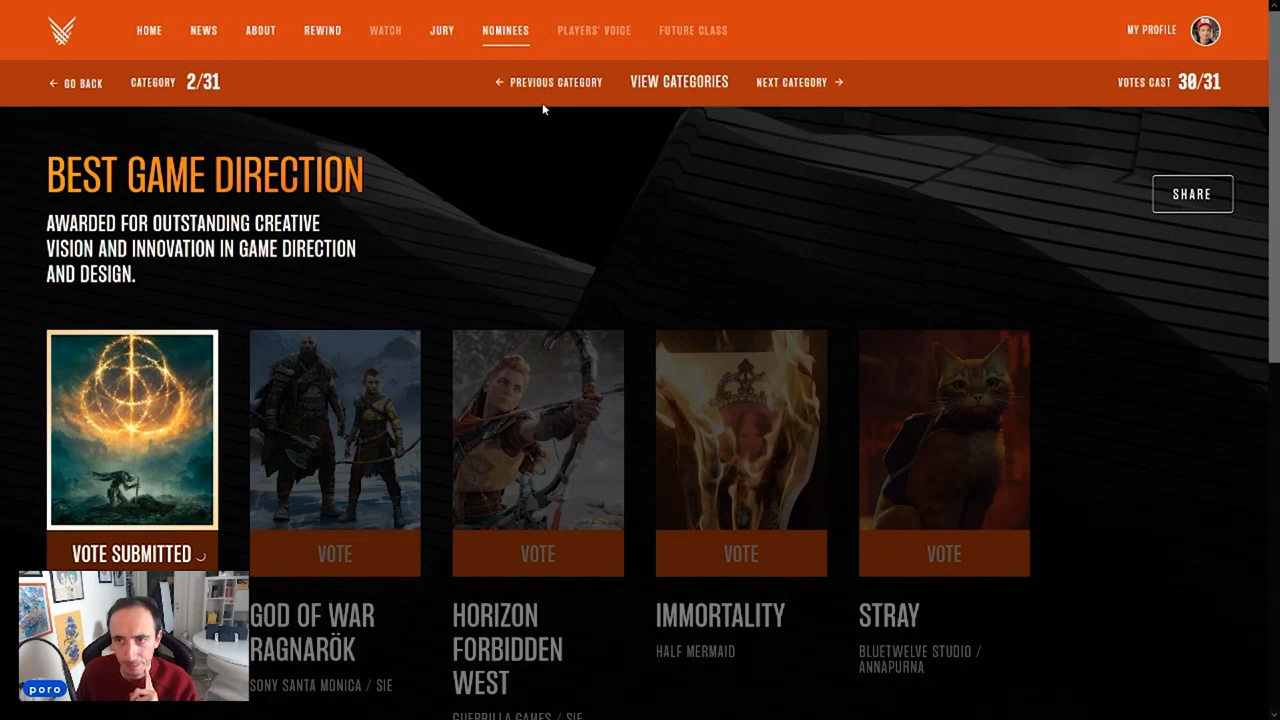 HOME NEWS ABOUT REWIND WATCH JURY NOMINEES PLAYERS' VOICE FUTURE CLASS MY PROFILE
← GO BACK CATEGORY 2/31 ← PREVIOUS CATEGORY VIEW CATEGORIES NEXT CATEGORY → VOTES CAST 30/31
BEST GAME DIRECTION
SHARE
AWARDED FOR OUTSTANDING CREATIVE
VISION AND INNOVATION IN GAME DIRECTION
AND DESIGN.
VOTE SUBMITTED VOTE VOTE VOTE VOTE
GOD OF WAR
RAGNARÖK
SONY SANTA MONICA / SIE
HORIZON
FORBIDDEN
WEST
GUERRILLA GAMES / SIE
IMMORTALITY
HALF MERMAID
STRAY
BLUETWELVE STUDIO /
ANNAPURNA
poro